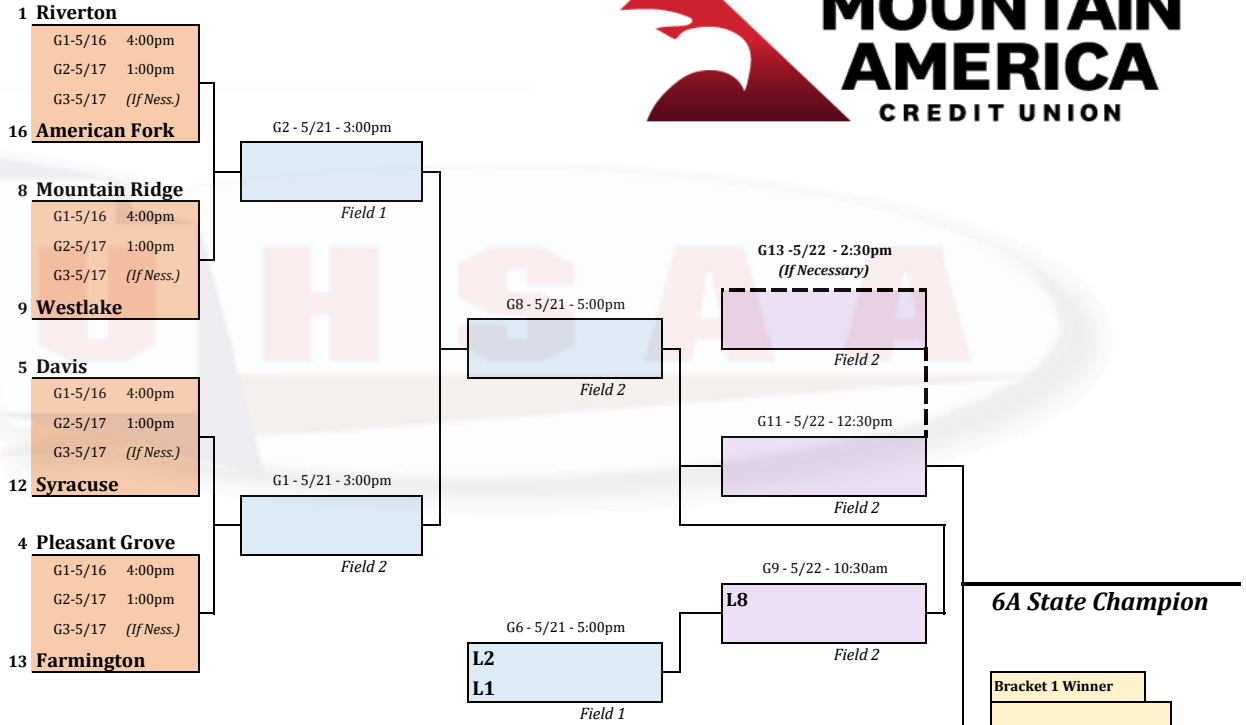 MOUNTAIN
AMERICA
CREDIT UNION
UHSAA
1 Riverton
G1-5/16 4:00pm
G2-5/17 1:00pm
G3-5/17 (If Ness.)
16 American Fork
8 Mountain Ridge
G1-5/16 4:00pm
G2-5/17 1:00pm
G3-5/17 (If Ness.)
9 Westlake
5 Davis
G1-5/16 4:00pm
G2-5/17 1:00pm
G3-5/17 (If Ness.)
12 Syracuse
4 Pleasant Grove
G1-5/16 4:00pm
G2-5/17 1:00pm
G3-5/17 (If Ness.)
13 Farmington
G2 - 5/21 - 3:00pm
Field 1
G1 - 5/21 - 3:00pm
Field 2
G8 - 5/21 - 5:00pm
Field 2
G6 - 5/21 - 5:00pm
L2
L1
Field 1
G13 -5/22 - 2:30pm
(If Necessary)
Field 2
G11 - 5/22 - 12:30pm
Field 2
G9 - 5/22 - 10:30am
L8
Field 2
6A State Champion
Bracket 1 Winner